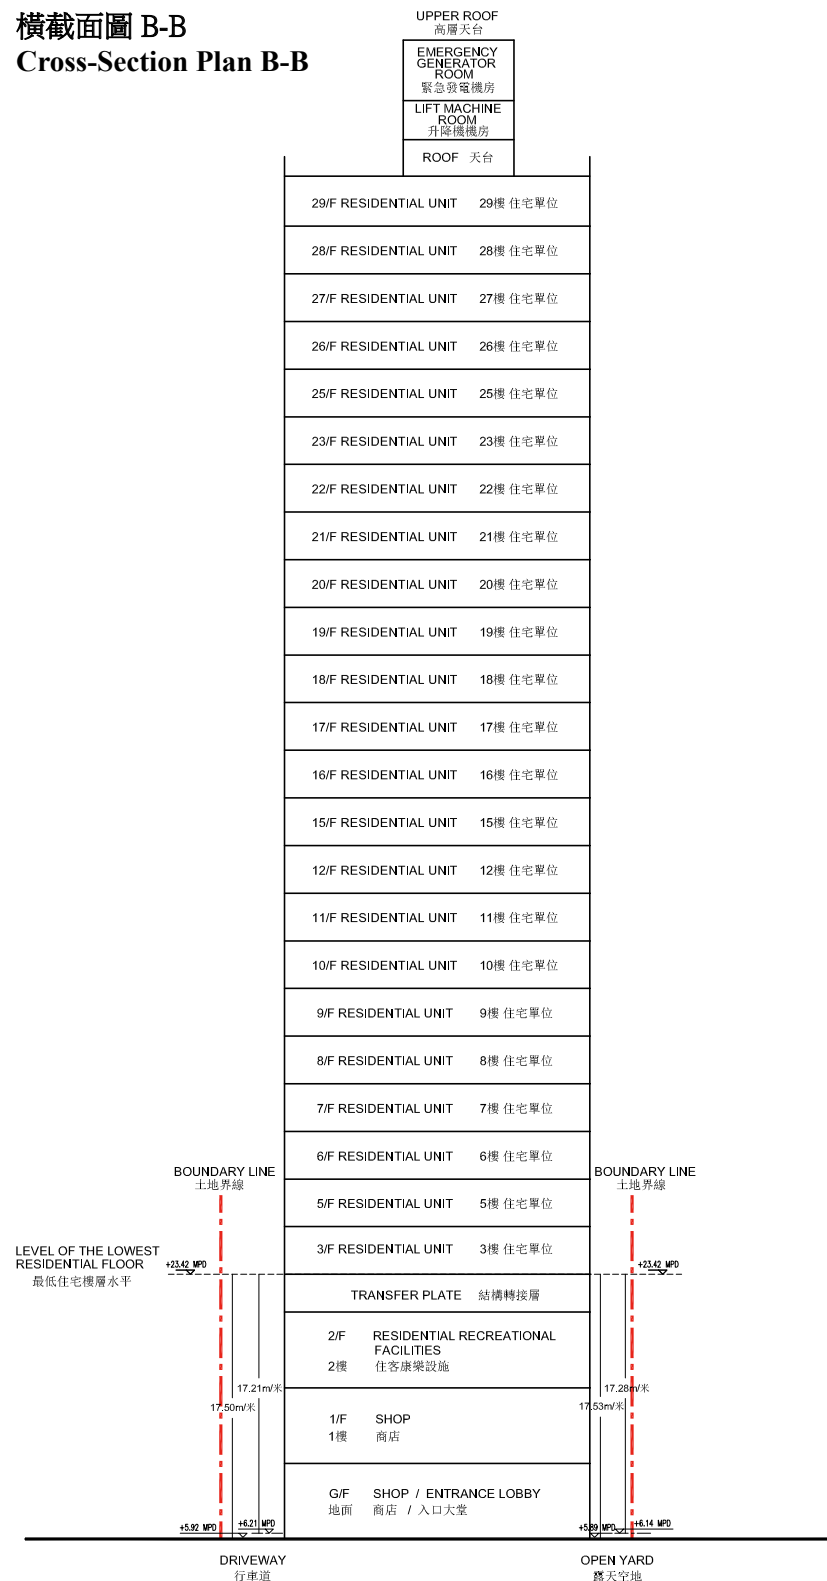 橫截面圖 B-B
Cross-Section Plan B-B
UPPER ROOF
高層天台
EMERGENCY
GENERATOR
ROOM
緊急發電機房
LIFT MACHINE
ROOM
升降機機房
ROOF 天台
29/F RESIDENTIAL UNIT 29樓 住宅單位
28/F RESIDENTIAL UNIT 28樓 住宅單位
27/F RESIDENTIAL UNIT 27樓 住宅單位
26/F RESIDENTIAL UNIT 26樓 住宅單位
25/F RESIDENTIAL UNIT 25樓 住宅單位
23/F RESIDENTIAL UNIT 23樓 住宅單位
22/F RESIDENTIAL UNIT 22樓 住宅單位
21/F RESIDENTIAL UNIT 21樓 住宅單位
20/F RESIDENTIAL UNIT 20樓 住宅單位
19/F RESIDENTIAL UNIT 19樓 住宅單位
18/F RESIDENTIAL UNIT 18樓 住宅單位
17/F RESIDENTIAL UNIT 17樓 住宅單位
16/F RESIDENTIAL UNIT 16樓 住宅單位
15/F RESIDENTIAL UNIT 15樓 住宅單位
12/F RESIDENTIAL UNIT 12樓 住宅單位
11/F RESIDENTIAL UNIT 11樓 住宅單位
10/F RESIDENTIAL UNIT 10樓 住宅單位
9/F RESIDENTIAL UNIT 9樓 住宅單位
8/F RESIDENTIAL UNIT 8樓 住宅單位
7/F RESIDENTIAL UNIT 7樓 住宅單位
6/F RESIDENTIAL UNIT 6樓 住宅單位
BOUNDARY LINE
土地界線
BOUNDARY LINE
土地界線
5/F RESIDENTIAL UNIT 5樓 住宅單位
3/F RESIDENTIAL UNIT 3樓 住宅單位
LEVEL OF THE LOWEST
RESIDENTIAL FLOOR
最低住宅樓層水平
+23.42 MPD
+23.42 MPD
TRANSFER PLATE 結構轉接層
2/F RESIDENTIAL RECREATIONAL
FACILITIES
2樓 住客康樂設施
17.21m/米
17.50m/米
17.28m/米
17.53m/米
1/F SHOP
1樓 商店
G/F SHOP / ENTRANCE LOBBY
地面 商店 / 入口大堂
+5.92 MPD
+6.21 MPD
+5.89 MPD
+6.14 MPD
DRIVEWAY
行車道
OPEN YARD
露天空地